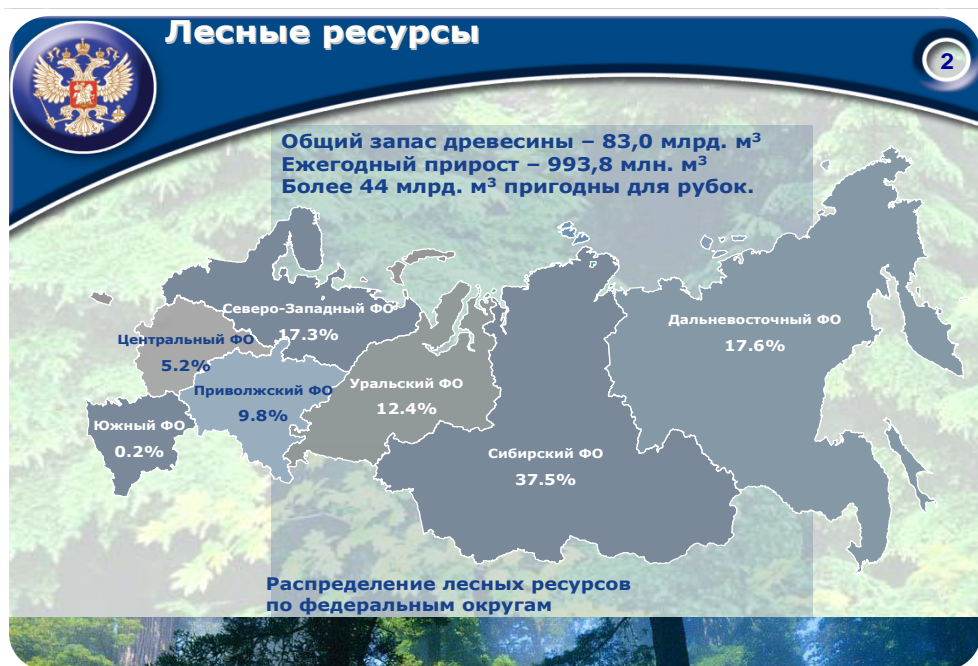 Лесные ресурсы
2
Общий запас древесины – 83,0 млрд. м³
Ежегодный прирост – 993,8 млн. м³
Более 44 млрд. м³ пригодны для рубок.
Северо-Западный ФО
17.3%
Центральный ФО
5.2%
Приволжский ФО
9.8%
Южный ФО
0.2%
Уральский ФО
12.4%
Сибирский ФО
37.5%
Дальневосточный ФО
17.6%
Распределение лесных ресурсов
по федеральным округам